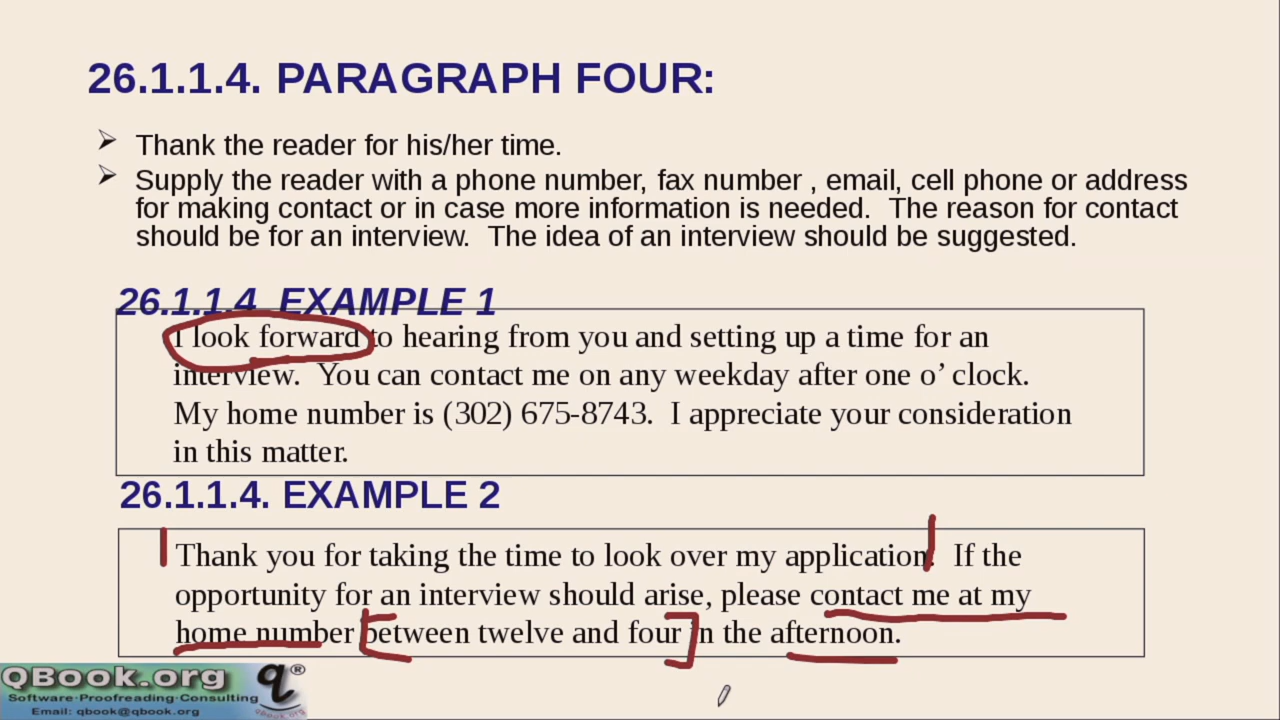 26.1.1.4. PARAGRAPH FOUR:
Thank the reader for his/her time.
Supply the reader with a phone number, fax number , email, cell phone or address
for making contact or in case more information is needed. The reason for contact
should be for an interview. The idea of an interview should be suggested.
26.1.1.4 EXAMPLE 1
I look forward to hearing from you and setting up a time for an
interview. You can contact me on any weekday after one o’ clock.
My home number is (302) 675-8743. I appreciate your consideration
in this matter.
26.1.1.4. EXAMPLE 2
Thank you for taking the time to look over my application. If the
opportunity for an interview should arise, please contact me at my
home number between twelve and four in the afternoon.
QBook.org q®
Software·Proofreading·Consulting
Email: qbook@qbook.org qbook.org